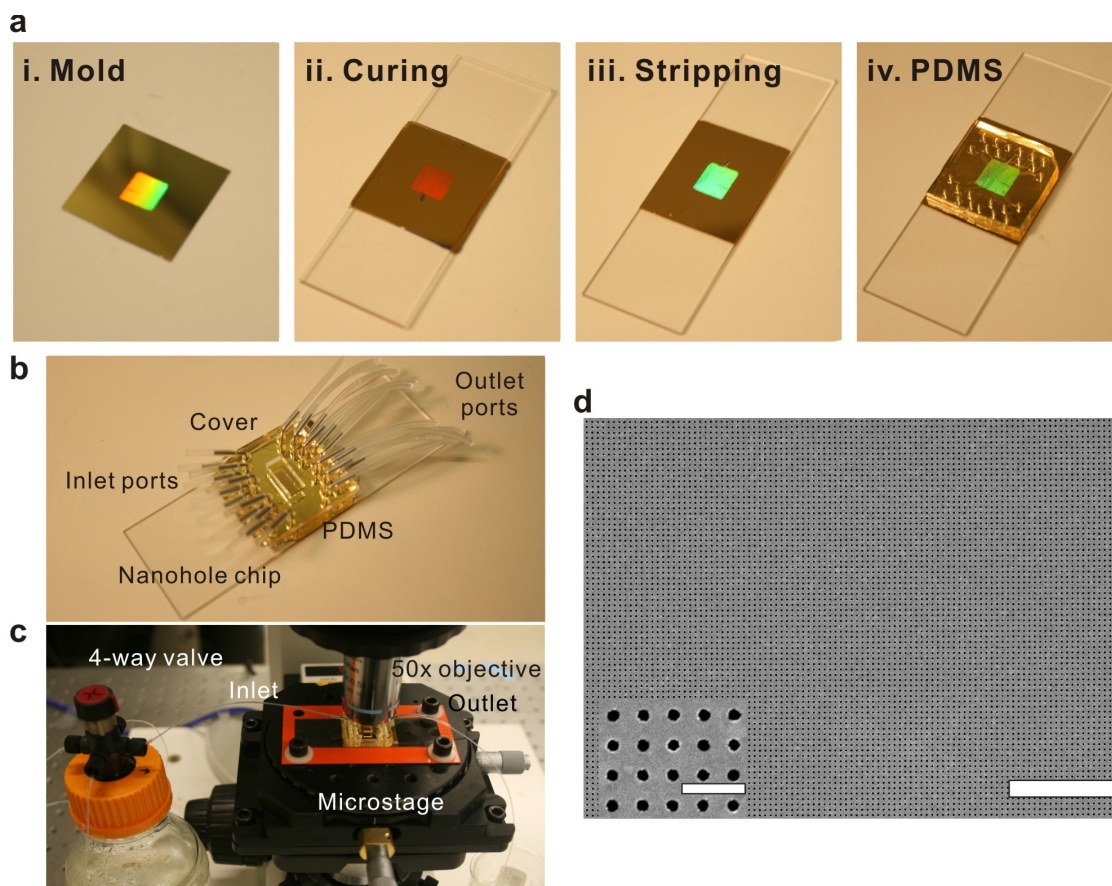 a
i. Mold
ii. Curing
iii. Stripping
iv. PDMS
b
Cover
Outlet
ports
Inlet ports
PDMS
Nanohole chip
c
4-way valve
Inlet
50x objective
Outlet
Microstage
d